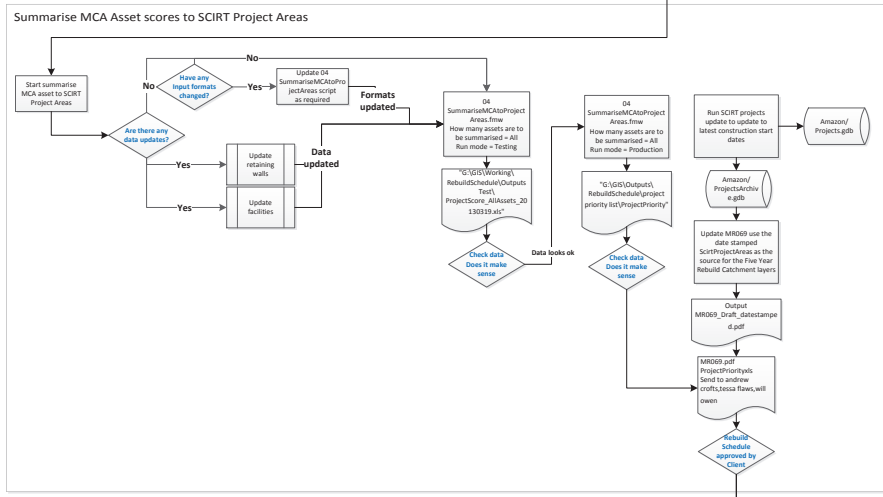 Summarise MCA Asset scores to SCIRT Project Areas
Start summarise
MCA asset to SCIRT
Project Areas
No
No
Have any
Input formats
changed?
Yes
Update 04
SummariseMCAtoPro
jectAreas script
as required
Formats
updated
Are there any
data updates?
Yes
Update
retaining
walls
Data
updated
Yes
Update
facilities
04
SummariseMCAtoProject
Areas.fmw
How many assets are to
be summarised = All
Run mode = Testing
"G:\GIS\Working\
RebuildSchedule\Outputs
Test\
ProjectScore_AllAssets_20
130319.xls"
Check data
Does it make
sense
Data looks ok
04
SummariseMCAtoProject
Areas.fmw
How many assets are to
be summarised = All
Run mode = Production
"G:\GIS\Outputs\
RebuildSchedule\project
priority list\ProjectPriority"
Check data
Does it make
sense
Run SCIRT projects
update to update to
latest construction start
dates
Amazon/
Projects.gdb
Amazon/
ProjectsArchiv
e.gdb
Update MR069 use the
date stamped
ScirtProjectAreas as the
source for the Five Year
Rebuild Catchment layers
Output
MR069_Draft_datestampe
d.pdf
MR069.pdf
ProjectPriorityxls
Send to andrew
crofts,tessa flaws,will
owen
Rebuild
Schedule
approved by
Client